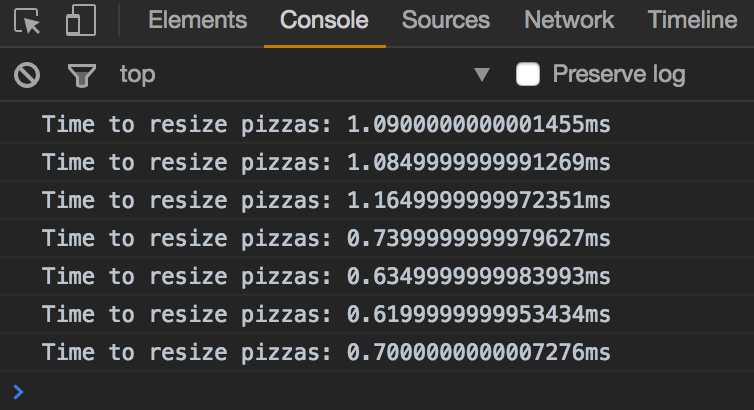 Elements Console Sources Network Timeline
top Preserve log
Time to resize pizzas: 1.0900000000001455ms
Time to resize pizzas: 1.0849999999991269ms
Time to resize pizzas: 1.1649999999972351ms
Time to resize pizzas: 0.7399999999979627ms
Time to resize pizzas: 0.6349999999983993ms
Time to resize pizzas: 0.6199999999953434ms
Time to resize pizzas: 0.7000000000007276ms